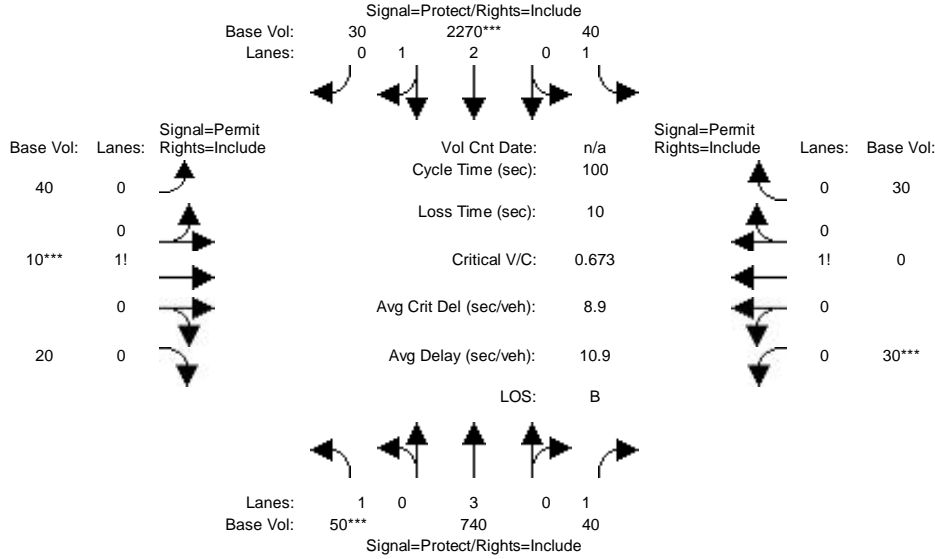 Signal=Protect/Rights=Include
Base Vol: 30 2270*** 40
Lanes: 0 1 2 0 1
Signal=Permit
Base Vol: Lanes: Rights=Include
Vol Cnt Date: n/a
Signal=Permit
Rights=Include Lanes: Base Vol:
Cycle Time (sec): 100
40 0
0 30
Loss Time (sec): 10
0
0
10*** 1!
Critical V/C: 0.673
1! 0
0
Avg Crit Del (sec/veh): 8.9
0
20 0
Avg Delay (sec/veh): 10.9
0 30***
LOS: B
Lanes: 1 0 3 0 1
Base Vol: 50*** 740 40
Signal=Protect/Rights=Include